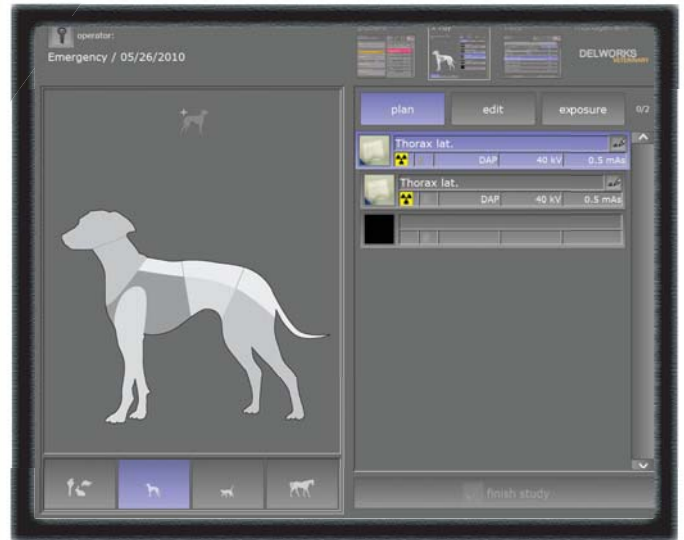 operator:
Emergency / 05/26/2010
DELWORKS
VETERINARY
plan
edit
exposure
0/2
Thorax lat.
DAP
40 kV
0.5 mAs
Thorax lat.
DAP
40 kV
0.5 mAs
finish study